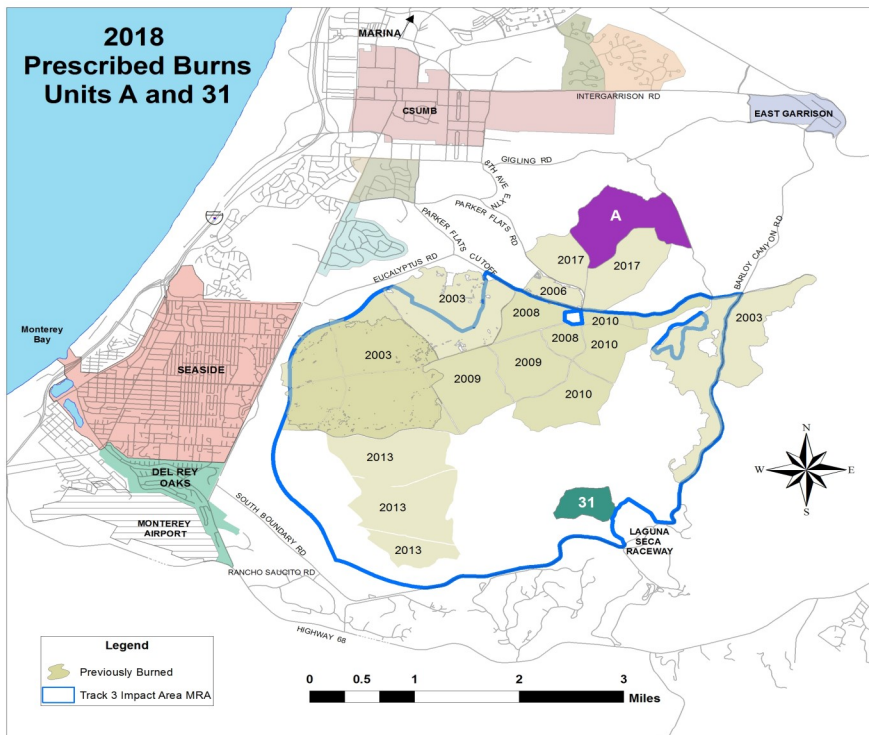 2018
Prescribed Burns
Units A and 31
MARINA
CSUMB
INTERGARRISON RD
EAST GARRISON
GIGLING RD
8TH AVE EXTN
PARKER FLATS RD
PARKER FLATS CUTOFF
EUCALYPTUS RD
BARLOY CANYON RD
A
2017
2017
2006
2003
2008
2010
2003
2008
2010
2003
2009
2009
2010
Monterey
Bay
SEASIDE
1
DEL REY
OAKS
MONTEREY
AIRPORT
SOUTH BOUNDARY RD
RANCHO SAUCITO RD
HIGHWAY 68
2013
2013
2013
31
LAGUNA
SECA
RACEWAY
N
W
E
S
Legend
Previously Burned
Track 3 Impact Area MRA
0 0.5 1 2 3
Miles